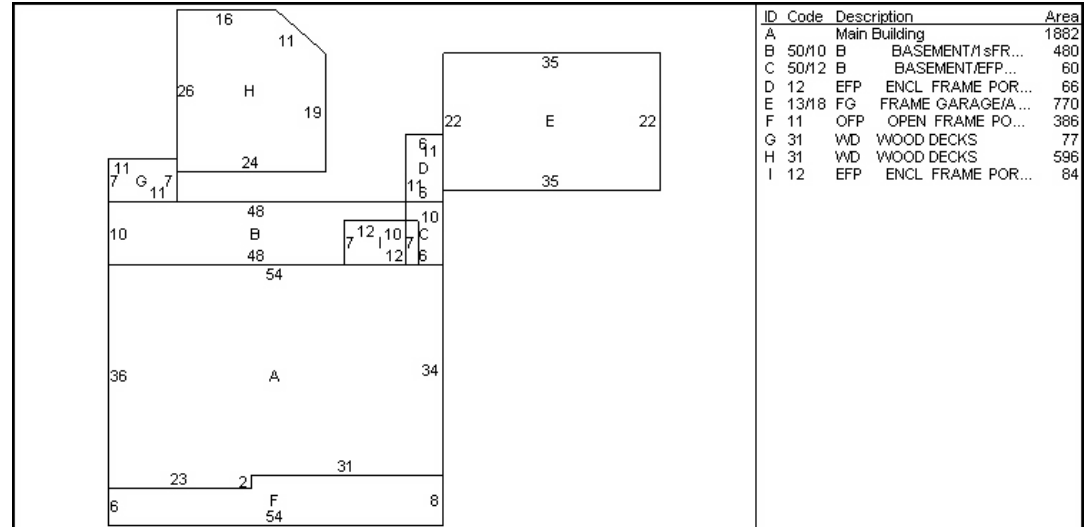 16
11
26
H
19
24
35
22
E
22
35
6
11
D
11
6
11
7
G
7
11
48
10
B
48
12
10
7
I
7
12
10
C
6
54
36
A
34
23
2
31
6
F
8
54
ID Code Description Area
A Main Building 1882
B 50/10 B BASEMENT/1sFR... 480
C 50/12 B BASEMENT/EFP... 60
D 12 EFP ENCL FRAME POR... 66
E 13/18 FG FRAME GARAGE/A... 770
F 11 OFP OPEN FRAME PO... 386
G 31 WD WOOD DECKS 77
H 31 WD WOOD DECKS 596
I 12 EFP ENCL FRAME POR... 84